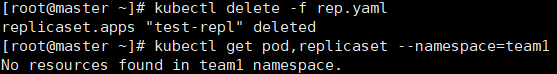 [root@master ~]# kubectl delete -f rep.yaml
replicaset.apps "test-repl" deleted
[root@master ~]# kubectl get pod,replicaset --namespace=team1
No resources found in team1 namespace.